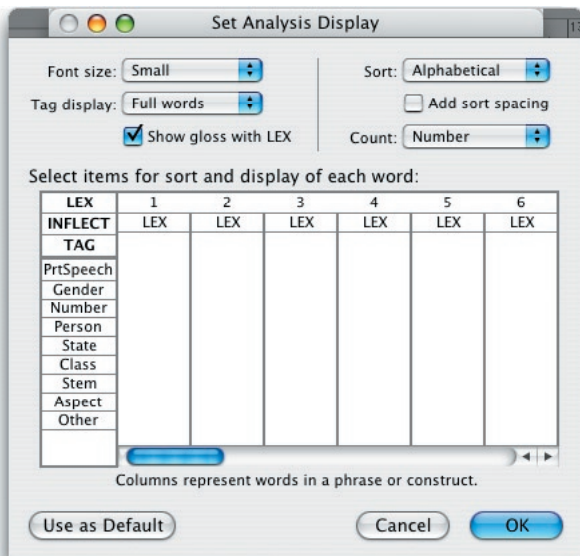 Set Analysis Display
Font size: Small
Sort: Alphabetical
Tag display: Full words
Add sort spacing
Show gloss with LEX
Count: Number
Select items for sort and display of each word:
LEX 1 2 3 4 5 6
INFLECT LEX LEX LEX LEX LEX LEX
TAG
PrtSpeech
Gender
Number
Person
State
Class
Stem
Aspect
Other
Columns represent words in a phrase or construct.
Use as Default Cancel OK